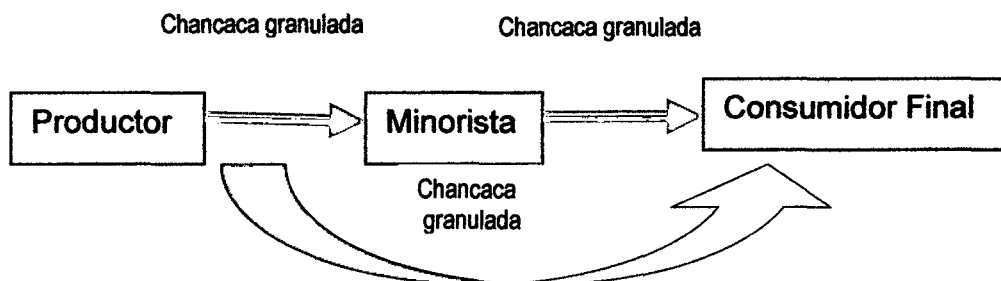 Chancaca granulada
Chancaca granulada
Productor
Minorista
Consumidor Final
Chancaca
granulada